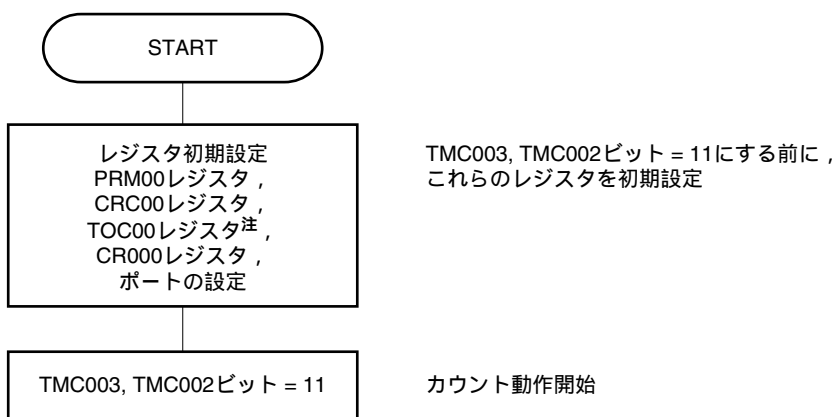 START
レジスタ初期設定
PRM00レジスタ，
CRC00レジスタ，
TOC00レジスタ注，
CR000レジスタ，
ポートの設定
TMC003, TMC002ビット = 11にする前に，
これらのレジスタを初期設定
TMC003, TMC002ビット = 11
カウント動作開始